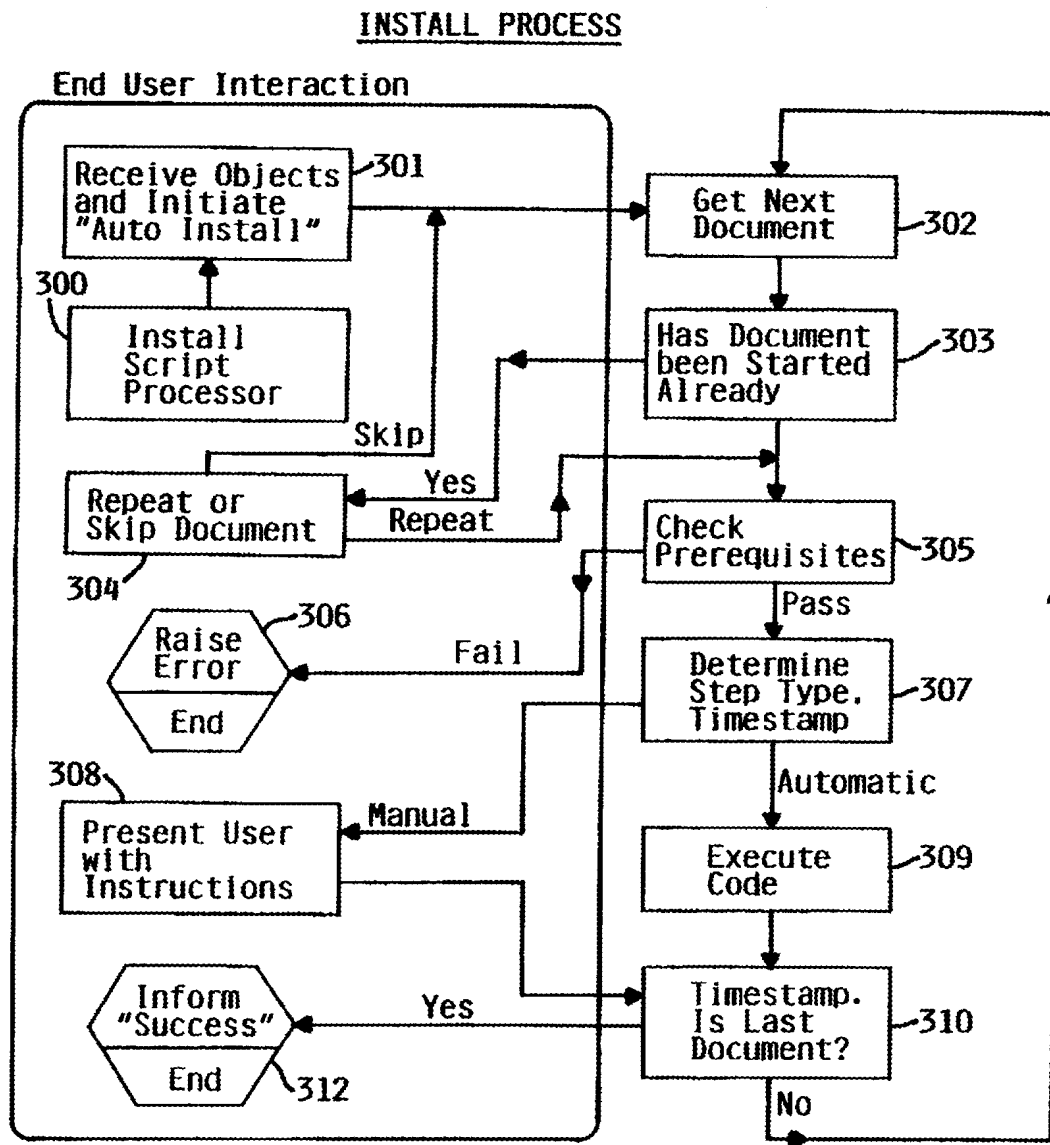 INSTALL PROCESS
End User Interaction
Receive Objects
and Initiate
"Auto Install"
301
Get Next
Document
302
300
Install
Script
Processor
Has Document
been Started
Already
303
Skip
Yes
Repeat or
Skip Document
Repeat
304
Check
Prerequisites
305
Pass
Raise
Error
End
306
Fail
Determine
Step Type.
Timestamp
307
Automatic
308
Manual
Present User
with
Instructions
Execute
Code
309
Inform
"Success"
End
312
Yes
Timestamp.
Is Last
Document?
310
No